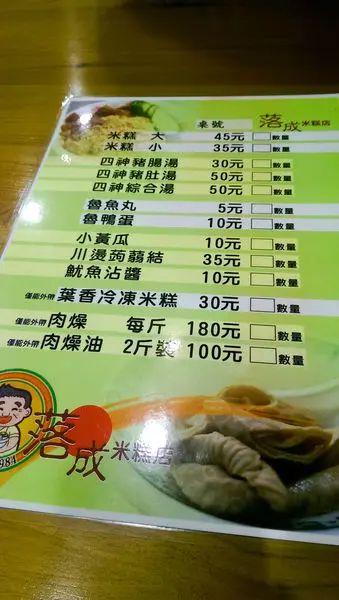 桌號 落成米糕店
米糕 大 45元 數量
米糕 小 35元 數量
四神豬腸湯 30元 數量
四神豬肚湯 50元 數量
四神綜合湯 50元 數量
魯魚丸 5元 數量
魯鴨蛋 10元 數量
小黃瓜 10元 數量
川燙蒟蒻結 35元 數量
魷魚沾醬 10元 數量
僅能外帶 葉香冷凍米糕 30元 數量
僅能外帶 肉燥 每斤 180元 數量
僅能外帶 肉燥油 2斤裝 100元 數量
落成米糕店